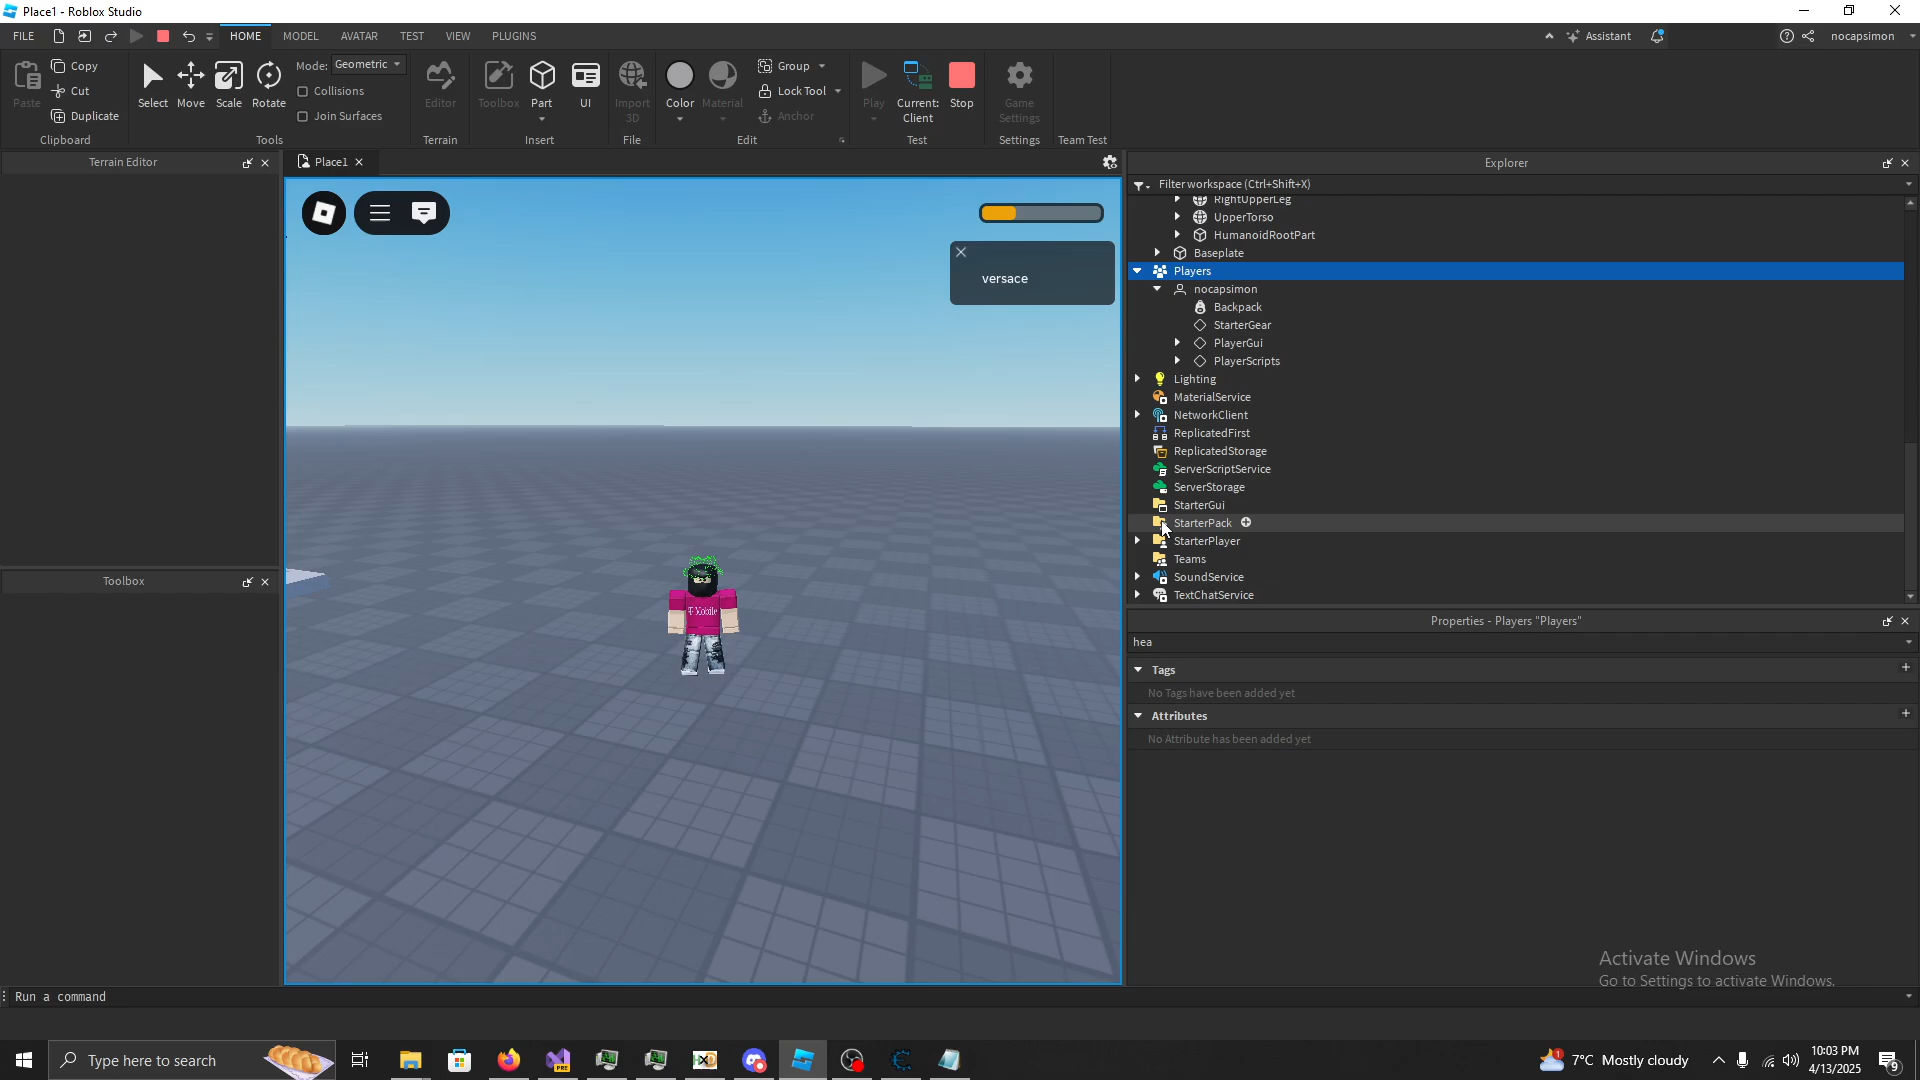 Place1 - Roblox Studio
FILE HOME MODEL AVATAR TEST VIEW PLUGINS Assistant nocapsimon
Paste
Copy
Cut
Duplicate
Clipboard
Select Move Scale Rotate
Mode: Geometric
Collisions
Join Surfaces
Tools
Editor
Terrain
Toolbox Part UI
Insert
Import
3D
File
Color Material
Group
Lock Tool
Anchor
Edit
Play
Current:
Client
Stop
Test
Game
Settings
Settings
Team Test
Terrain Editor
Place1
Explorer
Filter workspace (Ctrl+Shift+X)
RightUpperLeg
UpperTorso
HumanoidRootPart
Baseplate
Players
nocapsimon
Backpack
StarterGear
PlayerGui
PlayerScripts
Lighting
MaterialService
NetworkClient
ReplicatedFirst
ReplicatedStorage
ServerScriptService
ServerStorage
StarterGui
StarterPack
StarterPlayer
Teams
SoundService
TextChatService
versace
T Mobile
Toolbox
Properties - Players "Players"
hea
Tags
No Tags have been added yet
Attributes
No Attribute has been added yet
Activate Windows
Go to Settings to activate Windows.
Run a command
Type here to search
PRE
7°C Mostly cloudy
10:03 PM
4/13/2025
9